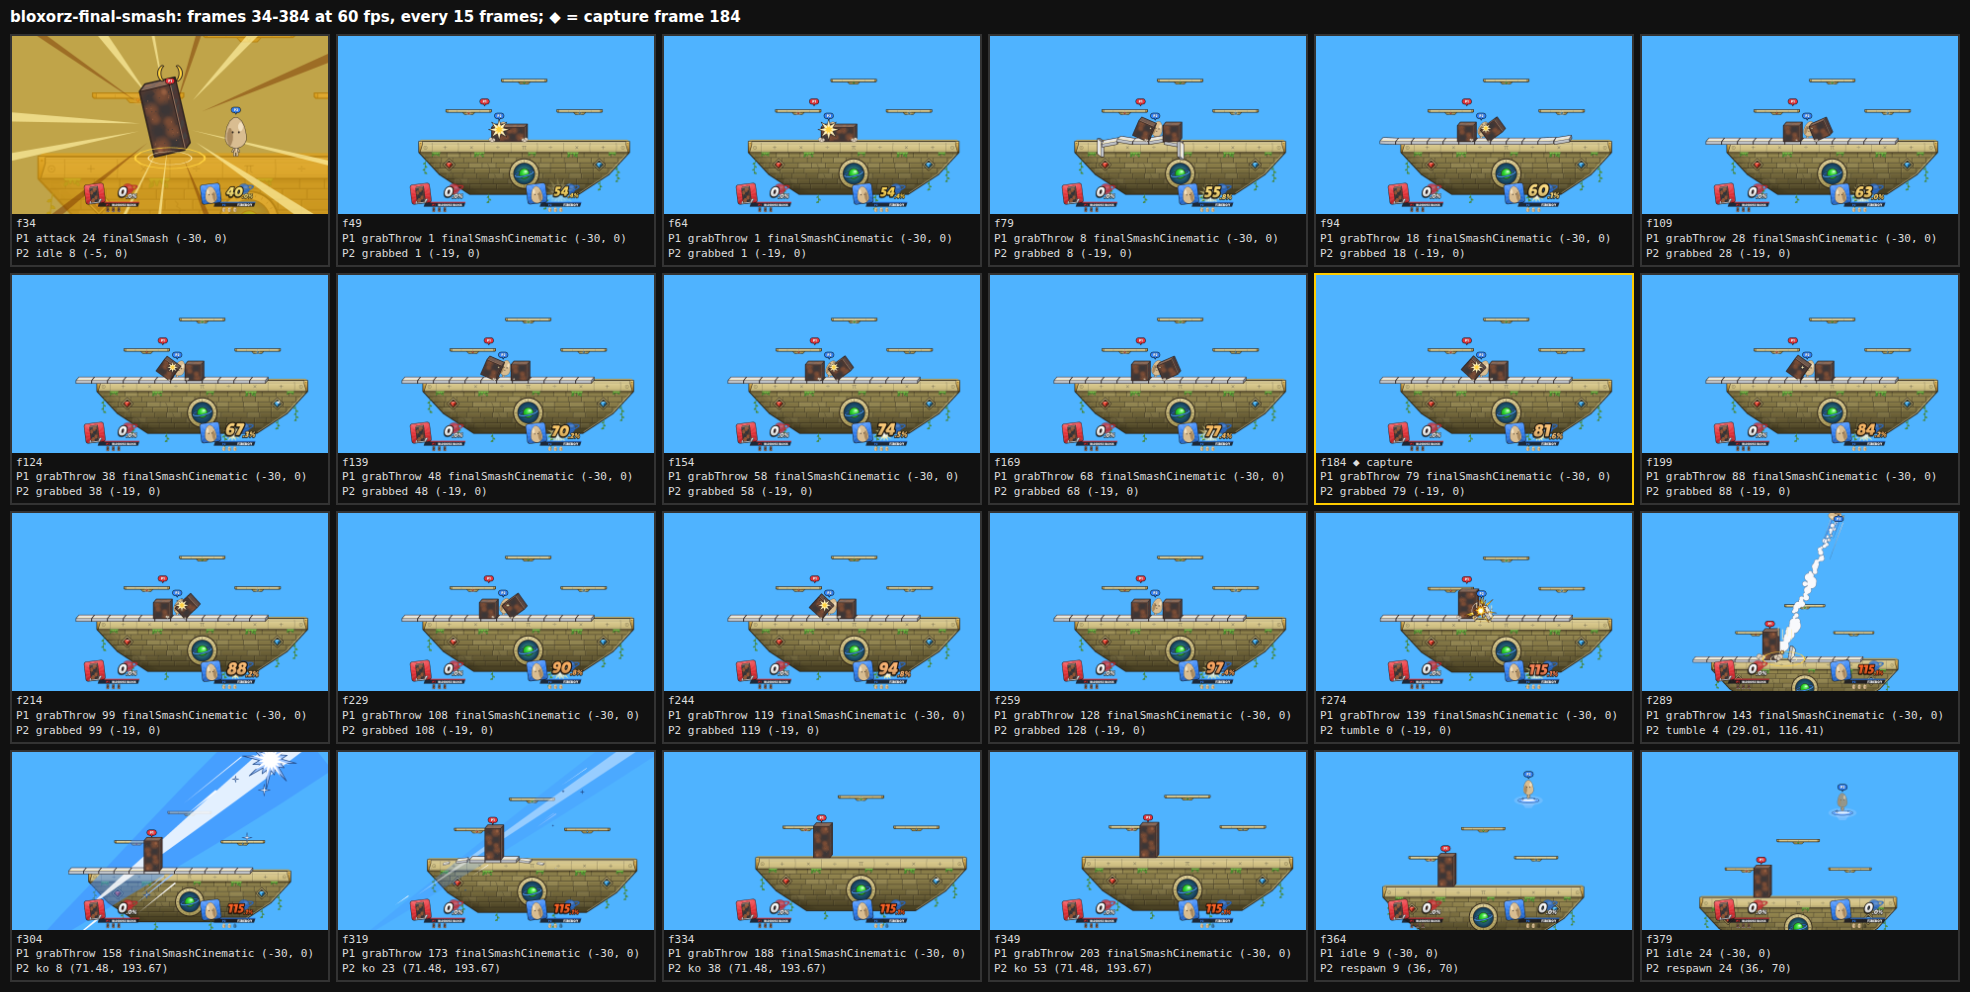 bloxorz-final-smash: frames 34-384 at 60 fps, every 15 frames; ◆ = capture frame 184
f34
P1 attack 24 finalSmash (-30, 0)
P2 idle 8 (-5, 0)
f49
P1 grabThrow 1 finalSmashCinematic (-30, 0)
P2 grabbed 1 (-19, 0)
f64
P1 grabThrow 1 finalSmashCinematic (-30, 0)
P2 grabbed 1 (-19, 0)
f79
P1 grabThrow 8 finalSmashCinematic (-30, 0)
P2 grabbed 8 (-19, 0)
f94
P1 grabThrow 18 finalSmashCinematic (-30, 0)
P2 grabbed 18 (-19, 0)
f109
P1 grabThrow 28 finalSmashCinematic (-30, 0)
P2 grabbed 28 (-19, 0)
f124
P1 grabThrow 38 finalSmashCinematic (-30, 0)
P2 grabbed 38 (-19, 0)
f139
P1 grabThrow 48 finalSmashCinematic (-30, 0)
P2 grabbed 48 (-19, 0)
f154
P1 grabThrow 58 finalSmashCinematic (-30, 0)
P2 grabbed 58 (-19, 0)
f169
P1 grabThrow 68 finalSmashCinematic (-30, 0)
P2 grabbed 68 (-19, 0)
f184 ◆ capture
P1 grabThrow 79 finalSmashCinematic (-30, 0)
P2 grabbed 79 (-19, 0)
f199
P1 grabThrow 88 finalSmashCinematic (-30, 0)
P2 grabbed 88 (-19, 0)
f214
P1 grabThrow 99 finalSmashCinematic (-30, 0)
P2 grabbed 99 (-19, 0)
f229
P1 grabThrow 108 finalSmashCinematic (-30, 0)
P2 grabbed 108 (-19, 0)
f244
P1 grabThrow 119 finalSmashCinematic (-30, 0)
P2 grabbed 119 (-19, 0)
f259
P1 grabThrow 128 finalSmashCinematic (-30, 0)
P2 grabbed 128 (-19, 0)
f274
P1 grabThrow 139 finalSmashCinematic (-30, 0)
P2 tumble 0 (-19, 0)
f289
P1 grabThrow 143 finalSmashCinematic (-30, 0)
P2 tumble 4 (29.01, 116.41)
f304
P1 grabThrow 158 finalSmashCinematic (-30, 0)
P2 ko 8 (71.48, 193.67)
f319
P1 grabThrow 173 finalSmashCinematic (-30, 0)
P2 ko 23 (71.48, 193.67)
f334
P1 grabThrow 188 finalSmashCinematic (-30, 0)
P2 ko 38 (71.48, 193.67)
f349
P1 grabThrow 203 finalSmashCinematic (-30, 0)
P2 ko 53 (71.48, 193.67)
f364
P1 idle 9 (-30, 0)
P2 respawn 9 (36, 70)
f379
P1 idle 24 (-30, 0)
P2 respawn 24 (36, 70)